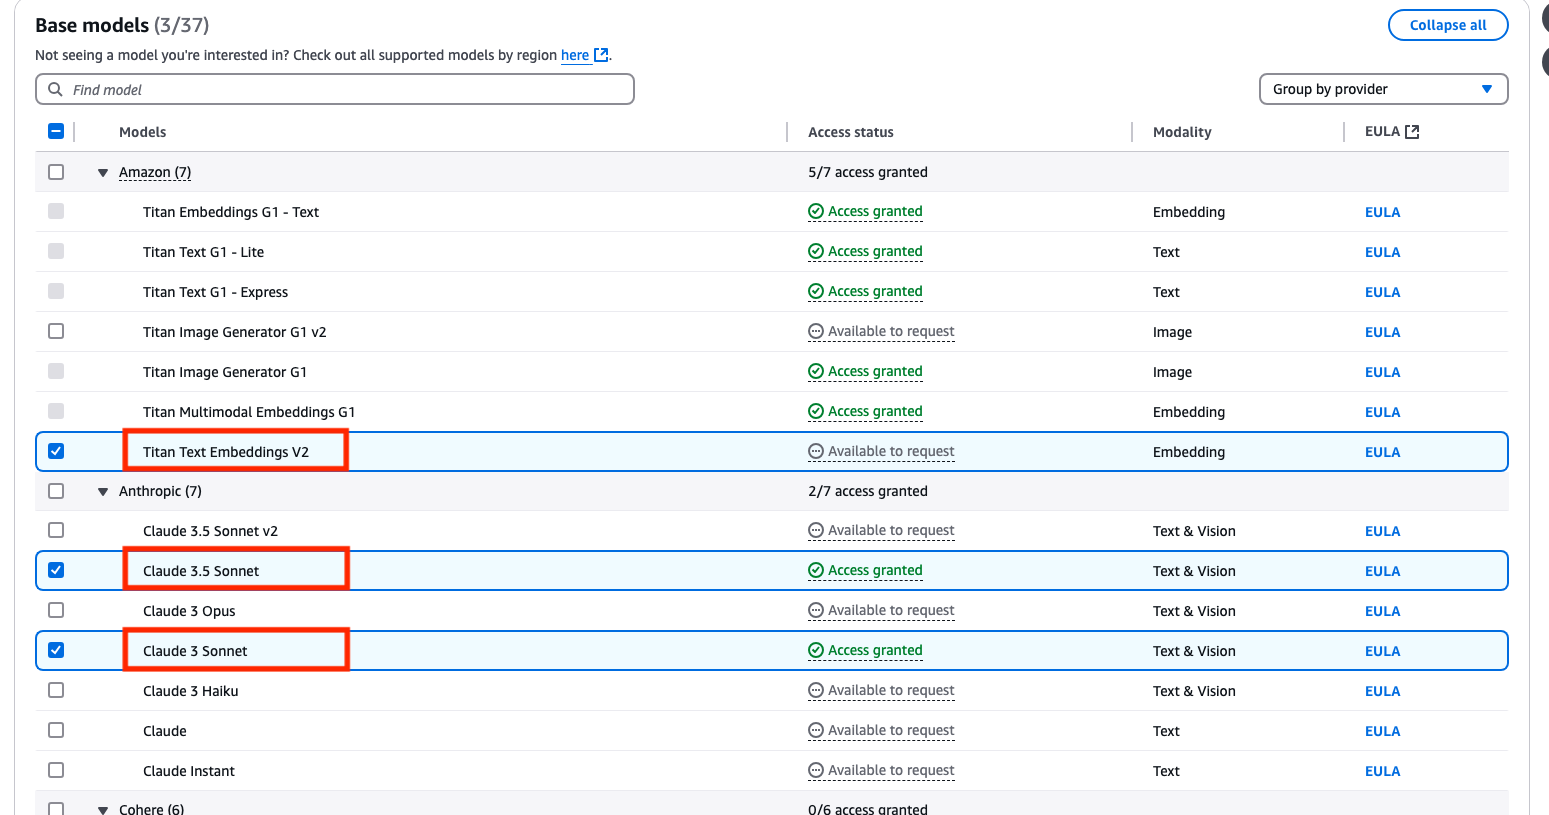 Base models (3/37)
Collapse all
Not seeing a model you're interested in? Check out all supported models by region here.
Find model
Group by provider
Models Access status Modality EULA
Amazon (7) 5/7 access granted
Titan Embeddings G1 - Text Access granted Embedding EULA
Titan Text G1 - Lite Access granted Text EULA
Titan Text G1 - Express Access granted Text EULA
Titan Image Generator G1 v2 Available to request Image EULA
Titan Image Generator G1 Access granted Image EULA
Titan Multimodal Embeddings G1 Access granted Embedding EULA
Titan Text Embeddings V2 Available to request Embedding EULA
Anthropic (7) 2/7 access granted
Claude 3.5 Sonnet v2 Available to request Text & Vision EULA
Claude 3.5 Sonnet Access granted Text & Vision EULA
Claude 3 Opus Available to request Text & Vision EULA
Claude 3 Sonnet Access granted Text & Vision EULA
Claude 3 Haiku Available to request Text & Vision EULA
Claude Available to request Text EULA
Claude Instant Available to request Text EULA
Cohere (6) 0/6 access granted